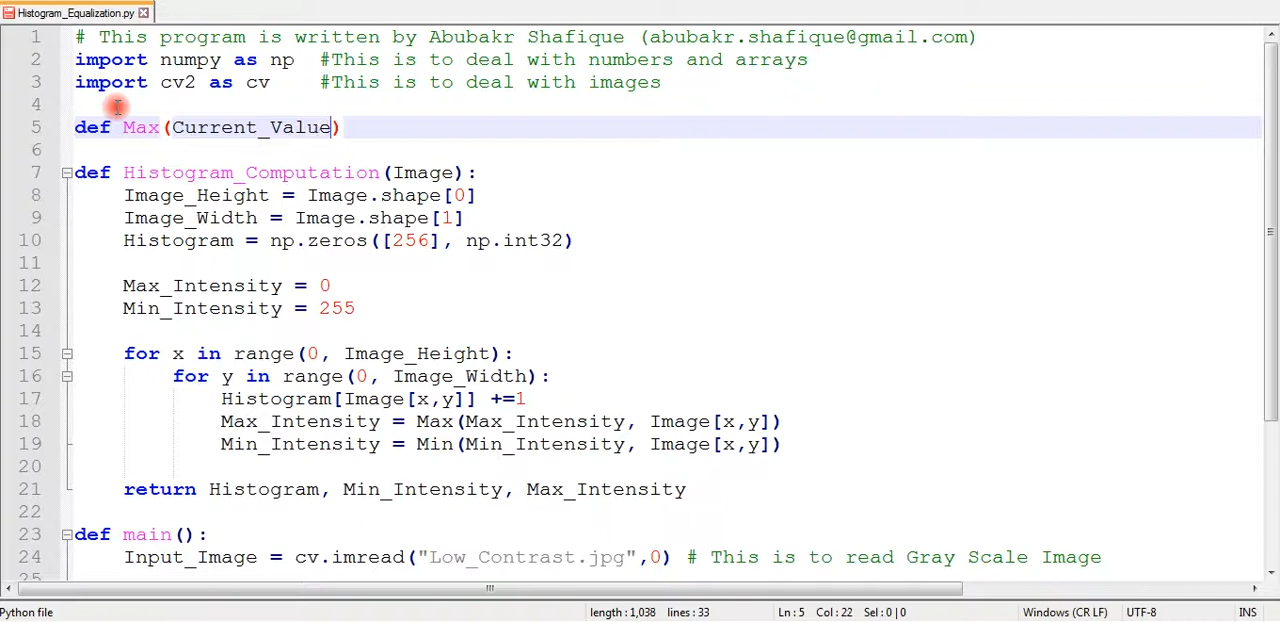 Histogram_Equalization.py
1 # This program is written by Abubakr Shafique (abubakr.shafique@gmail.com)
2 import numpy as np  #This is to deal with numbers and arrays
3 import cv2 as cv    #This is to deal with images
4
5 def Max(Current_Value)
6
7 def Histogram_Computation(Image):
8     Image_Height = Image.shape[0]
9     Image_Width = Image.shape[1]
10     Histogram = np.zeros([256], np.int32)
11
12     Max_Intensity = 0
13     Min_Intensity = 255
14
15     for x in range(0, Image_Height):
16         for y in range(0, Image_Width):
17             Histogram[Image[x,y]] +=1
18             Max_Intensity = Max(Max_Intensity, Image[x,y])
19             Min_Intensity = Min(Min_Intensity, Image[x,y])
20
21     return Histogram, Min_Intensity, Max_Intensity
22
23 def main():
24     Input_Image = cv.imread("Low_Contrast.jpg",0) # This is to read Gray Scale Image
25
Python file length : 1,038 lines : 33 Ln : 5 Col : 22 Sel : 0 | 0 Windows (CR LF) UTF-8 INS